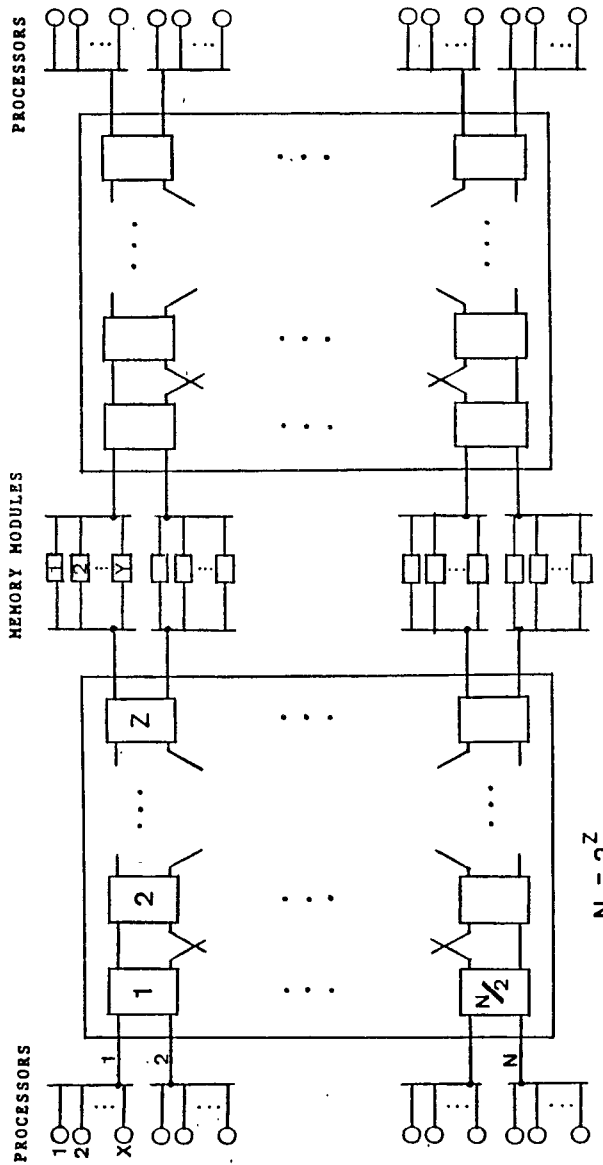 PROCESSORS
MEMORY MODULES
PROCESSORS
1
2
X
1
2
N
1
2
Z
N/2
1
2
Y
N = 2^Z